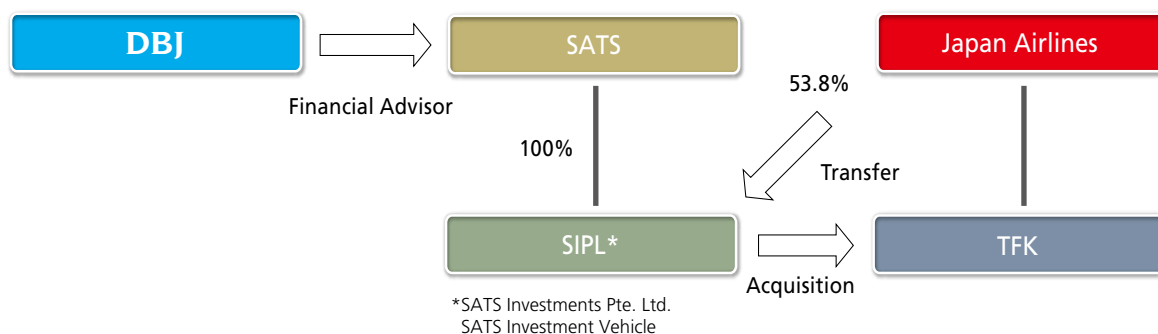 DBJ
SATS
Japan Airlines
Financial Advisor
53.8%
100%
Transfer
SIPL*
TFK
Acquisition
*SATS Investments Pte. Ltd.
SATS Investment Vehicle